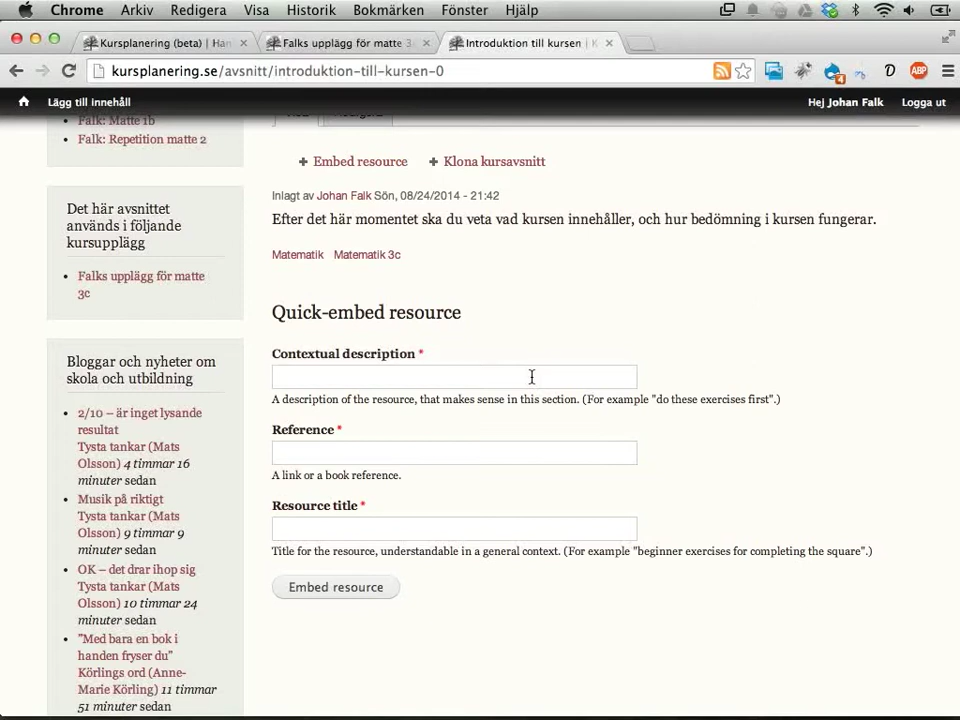 Chrome Arkiv Redigera Visa Historik Bokmärken Fönster Hjälp
Kursplanering (beta) | Han
Falks upplägg för matte 3
Introduktion till kursen | K
kursplanering.se/avsnitt/introduktion-till-kursen-0
Lägg till innehåll
Hej Johan Falk Logga ut
Falk: Matte 1b
Falk: Repetition matte 2
Det här avsnittet
används i följande
kursupplägg
Falks upplägg för matte
3c
Bloggar och nyheter om
skola och utbildning
2/10 – är inget lysande
resultat
Tysta tankar (Mats
Olsson) 4 timmar 16
minuter sedan
Musik på riktigt
Tysta tankar (Mats
Olsson) 9 timmar 9
minuter sedan
OK – det drar ihop sig
Tysta tankar (Mats
Olsson) 10 timmar 24
minuter sedan
"Med bara en bok i
handen fryser du"
Körlings ord (Anne-
Marie Körling) 11 timmar
51 minuter sedan
Embed resource Klona kursavsnitt
Inlagt av Johan Falk Sön, 08/24/2014 - 21:42
Efter det här momentet ska du veta vad kursen innehåller, och hur bedömning i kursen fungerar.
Matematik Matematik 3c
Quick-embed resource
Contextual description *
A description of the resource, that makes sense in this section. (For example "do these exercises first".)
Reference *
A link or a book reference.
Resource title *
Title for the resource, understandable in a general context. (For example "beginner exercises for completing the square".)
Embed resource